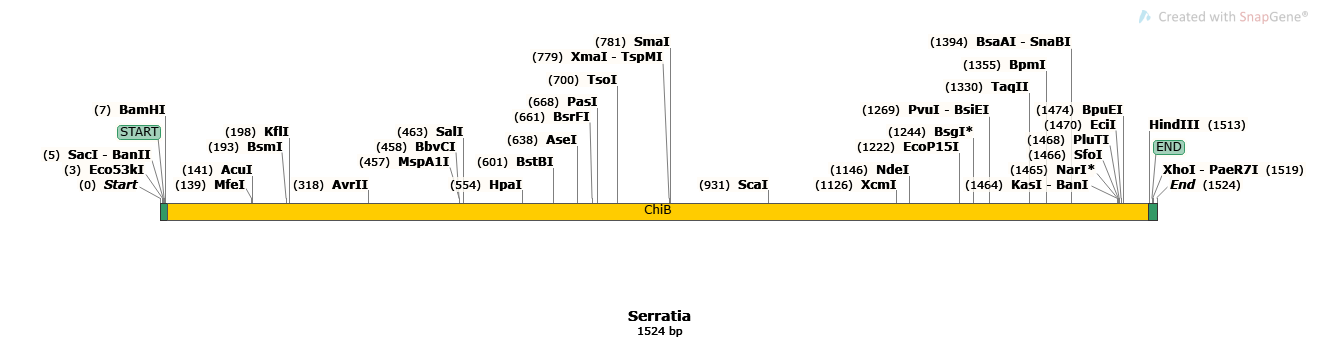 Created with SnapGene®
(781) SmaI
(1394) BsaAI - SnaBI
(779) XmaI - TspMI
(1355) BpmI
(700) TsoI
(1330) TaqII
(668) PasI
(7) BamHI
(661) BsrFI
(1269) PvuI - BsiEI
(1474) BpuEI
START
(198) KflI
(463) SalI
(638) AseI
(1244) BsgI*
(1470) EciI
HindIII (1513)
(193) BsmI
(458) BbvCI
(1222) EcoP15I
(1468) PluTI
END
(5) SacI - BanII
(457) MspA1I
(601) BstBI
(1466) SfoI
(3) Eco53kI
(141) AcuI
(1146) NdeI
(1465) NarI*
XhoI - PaeR7I (1519)
(0) Start
(139) MfeI
(318) AvrII
(554) HpaI
(931) ScaI
(1126) XcmI
(1464) KasI - BanI
End (1524)
ChiB
Serratia
1524 bp